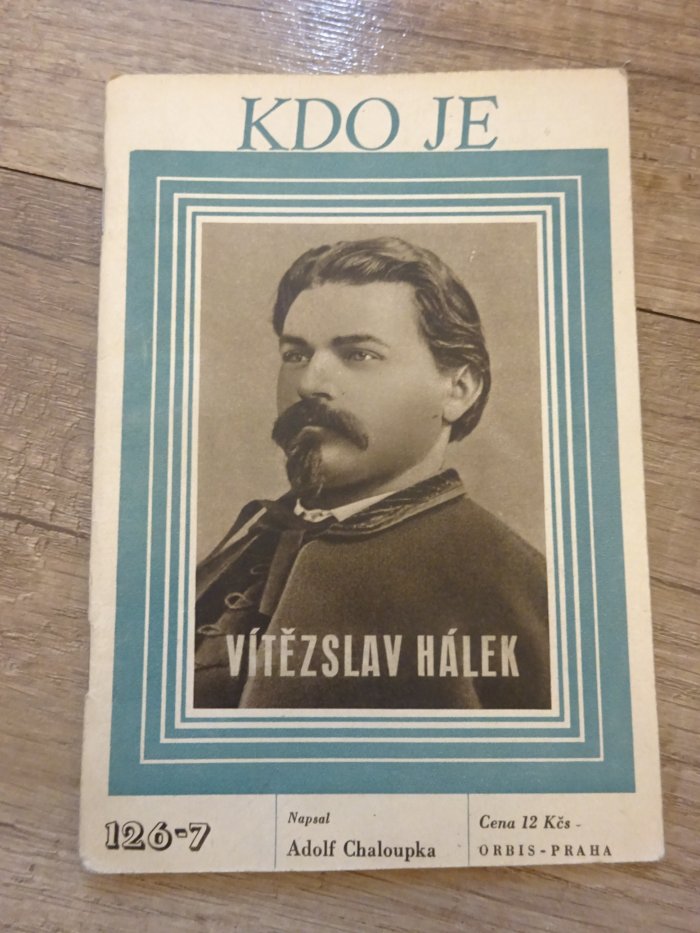 KDO JE
VÍTĚZSLAV HÁLEK
126-7
Napsal
Adolf Chaloupka
Cena 12 Kčs -
ORBIS-PRAHA